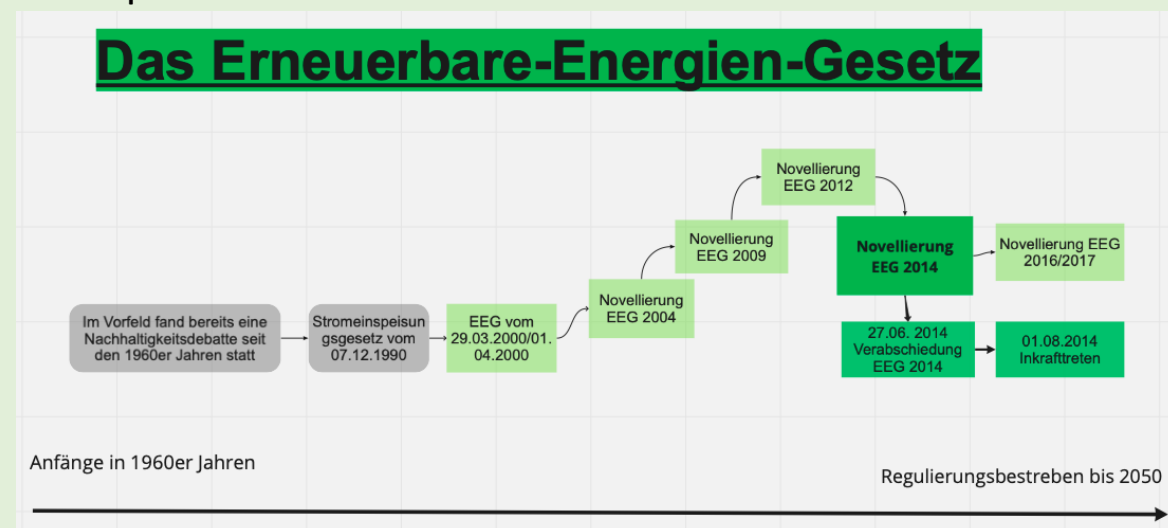 Das Erneuerbare-Energien-Gesetz
Im Vorfeld fand bereits eine
Nachhaltigkeitsdebatte seit
den 1960er Jahren statt
Stromeinspeisun
gsgesetz vom
07.12.1990
EEG vom
29.03.2000/01.
04.2000
Novellierung
EEG 2004
Novellierung
EEG 2009
Novellierung
EEG 2012
Novellierung
EEG 2014
Novellierung EEG
2016/2017
27.06. 2014
Verabschiedung
EEG 2014
01.08.2014
Inkrafttreten
Anfänge in 1960er Jahren
Regulierungsbestreben bis 2050